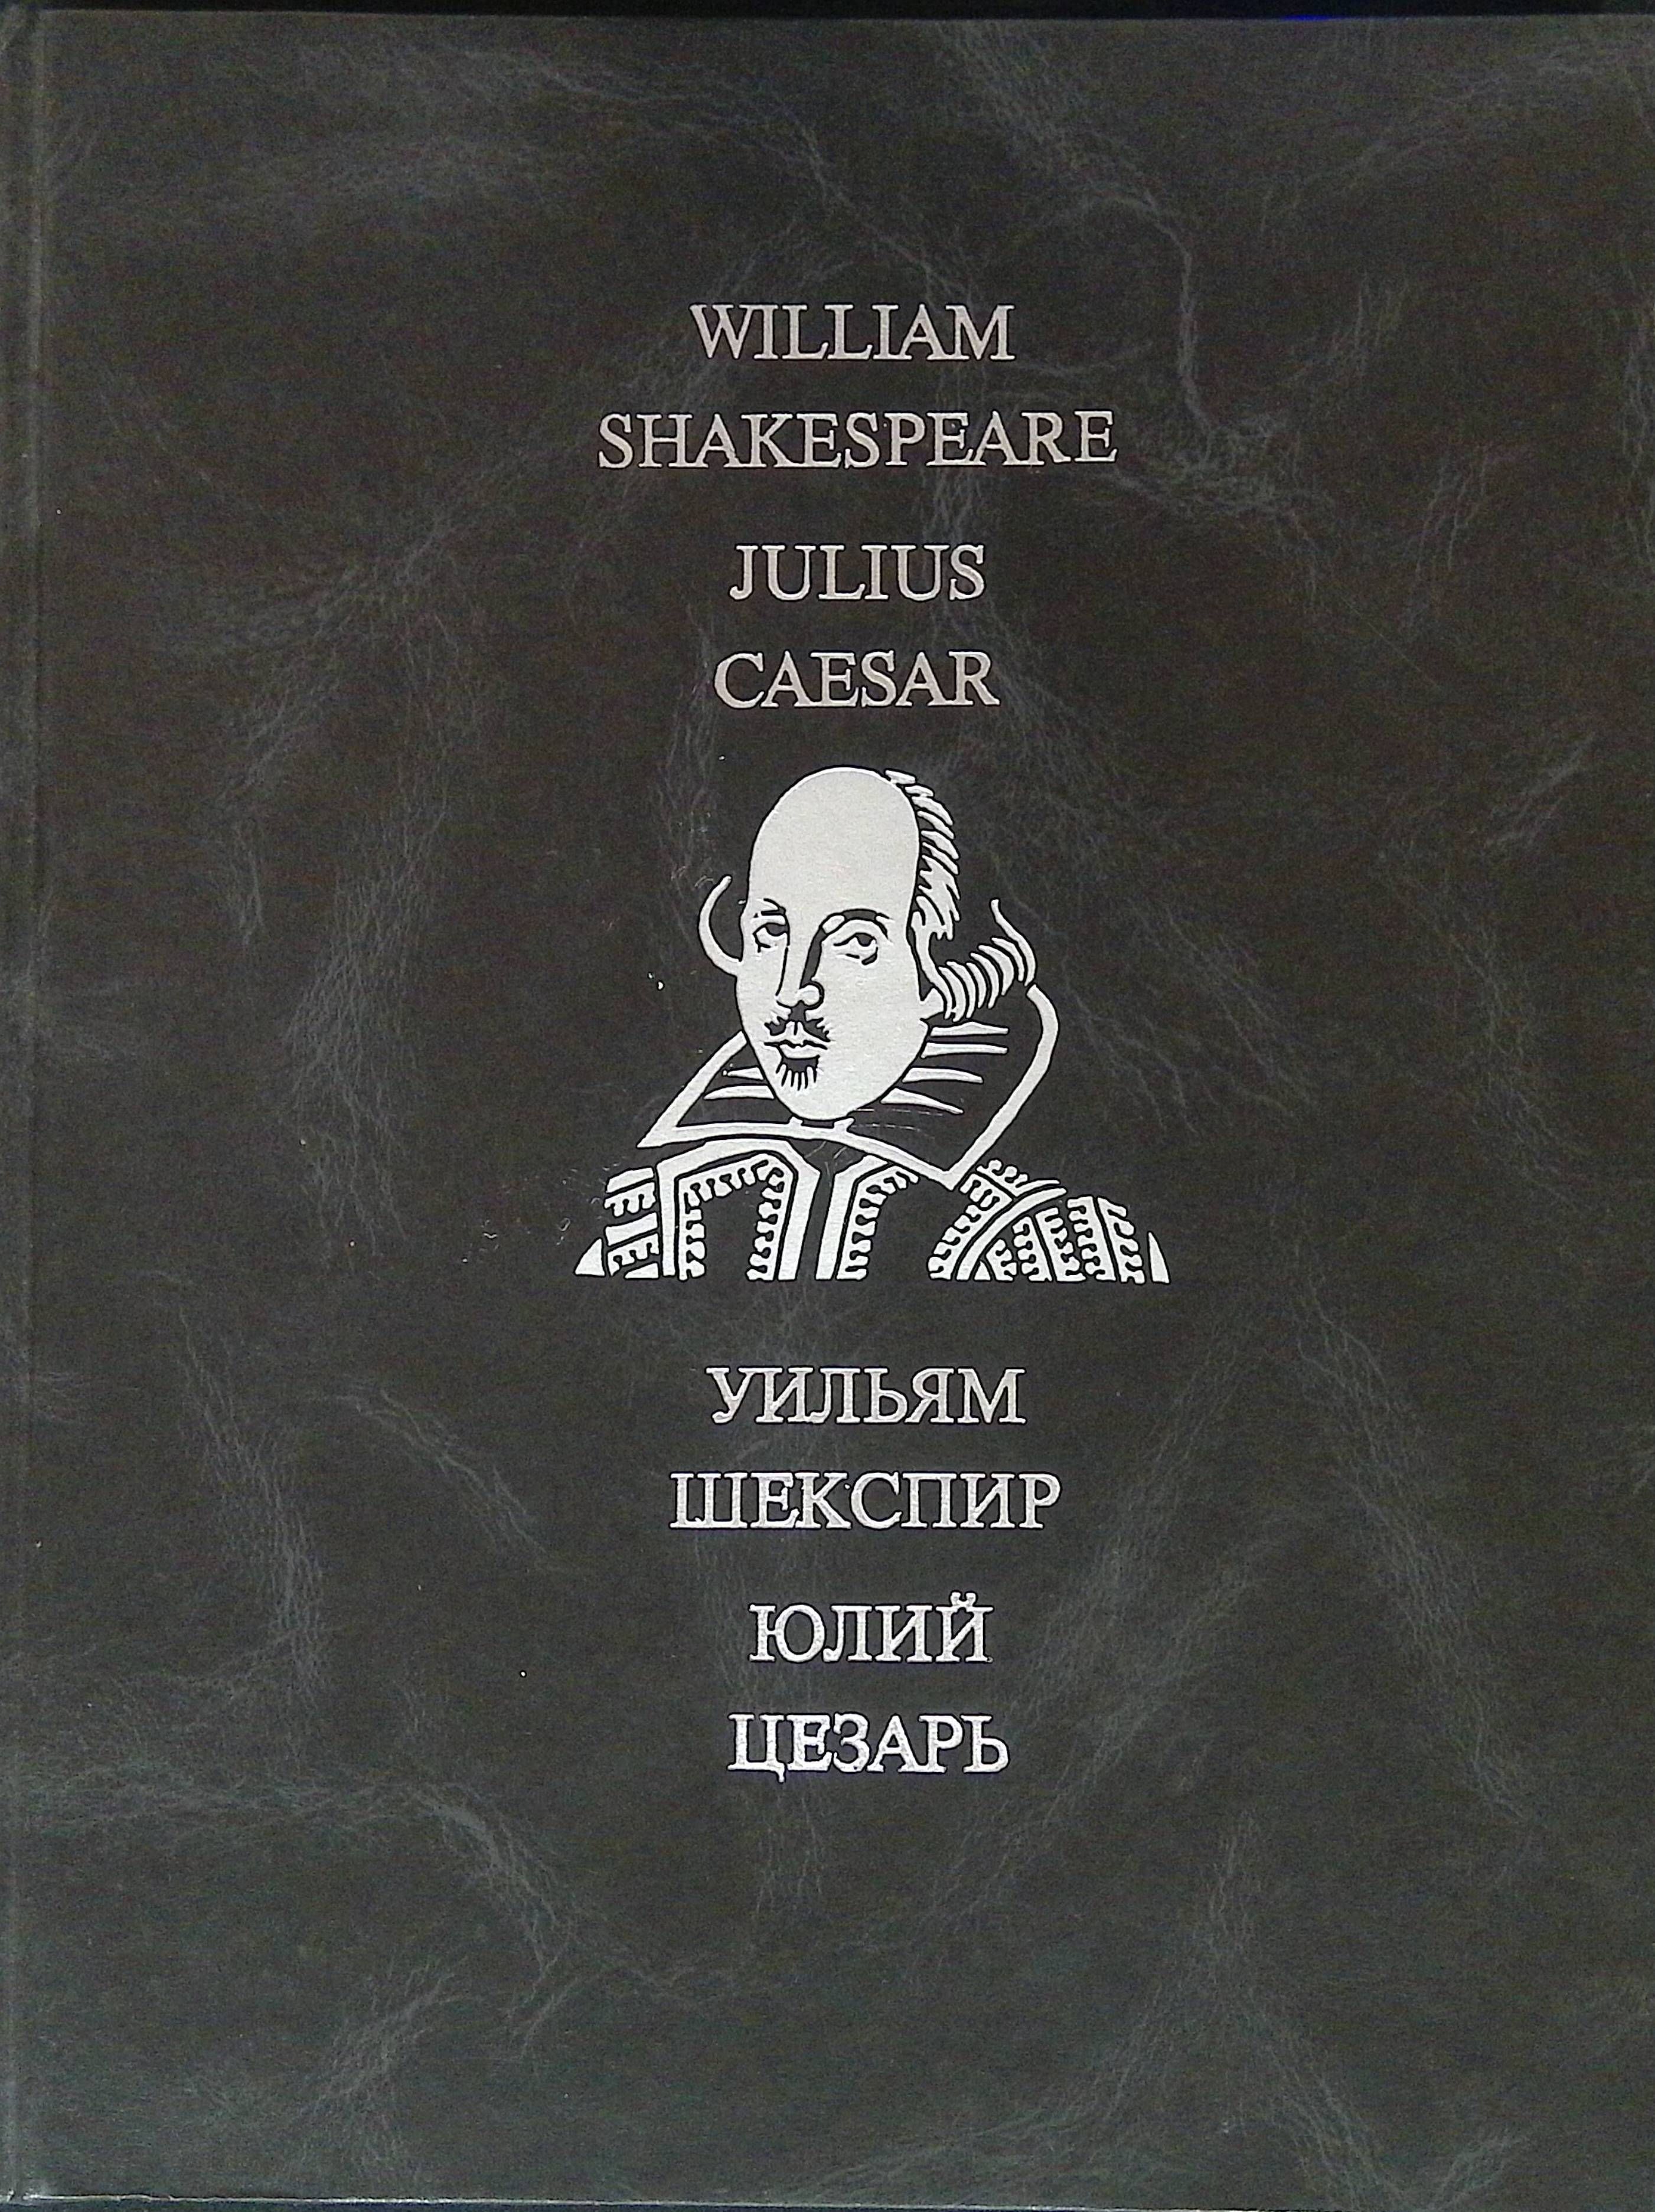 WILLIAM
SHAKESPEARE
JULIUS
CAESAR
УИЛЬЯМ
ШЕКСПИР
ЮЛИЙ
ЦЕЗАРЬ